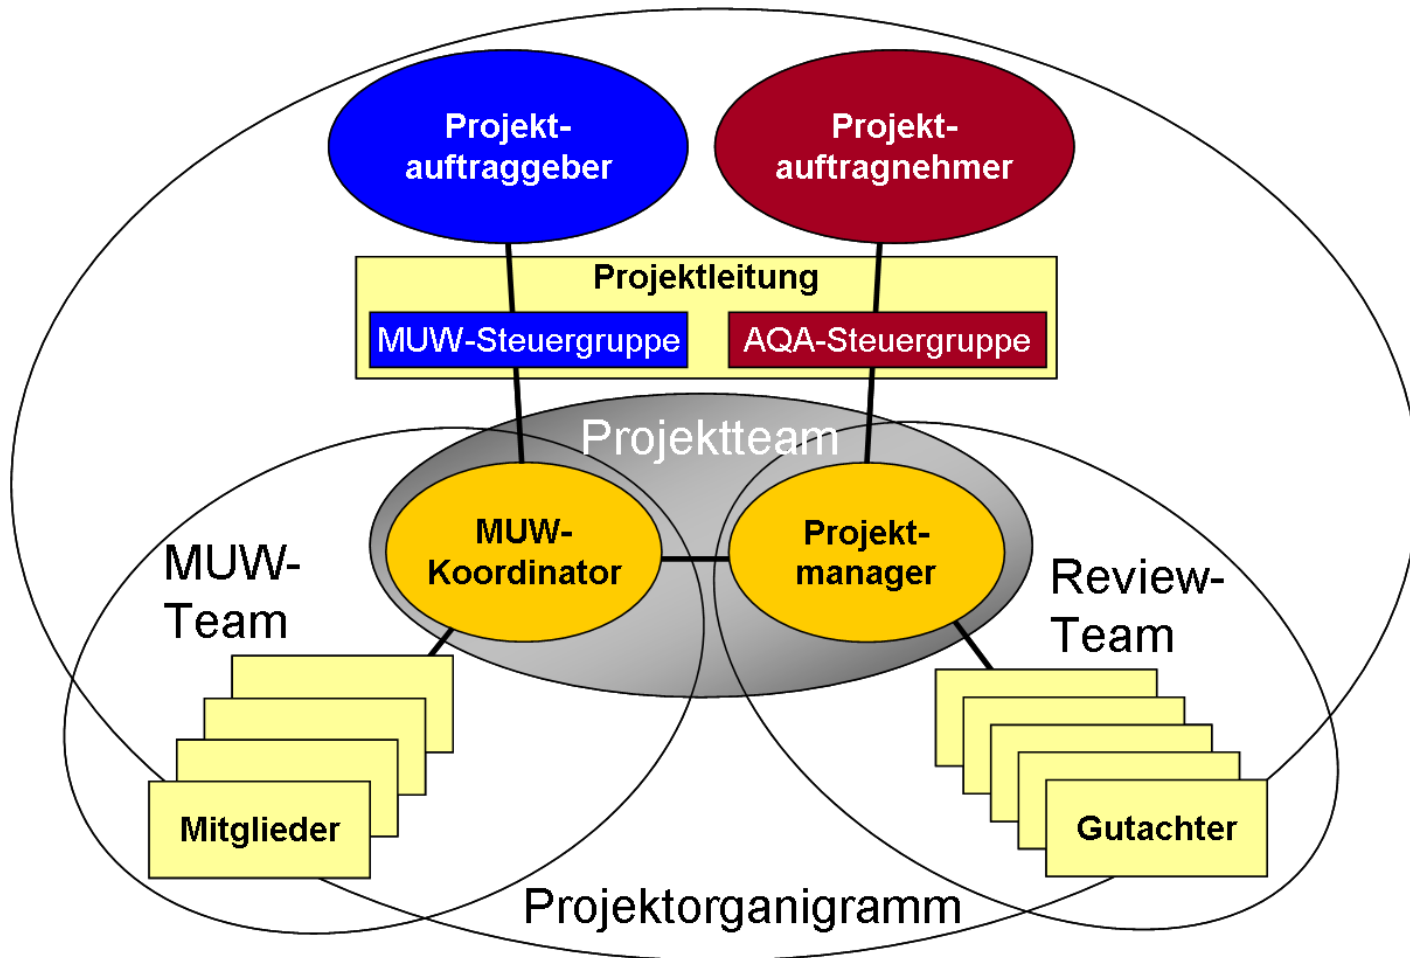 Projekt-
auftraggeber
Projekt-
auftragnehmer
Projektleitung
MUW-Steuergruppe
AQA-Steuergruppe
Projektteam
MUW-
Koordinator
Projekt-
manager
MUW-
Team
Review-
Team
Mitglieder
Gutachter
Projektorganigramm